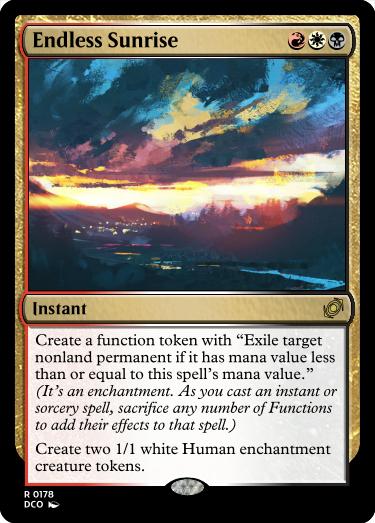 Endless Sunrise
Instant
Create a function token with “Exile target
nonland permanent if it has mana value less
than or equal to this spell’s mana value.”
(It’s an enchantment. As you cast an instant or
sorcery spell, sacrifice any number of Functions
to add their effects to that spell.)
Create two 1/1 white Human enchantment
creature tokens.
R 0178
DCO